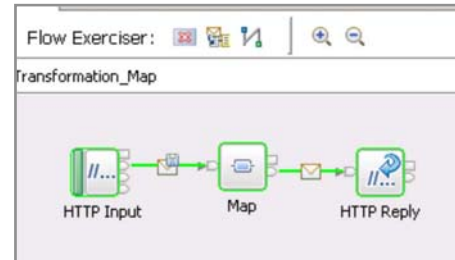 Flow Exerciser:
Transformation_Map
//...
//...
HTTP Input
Map
HTTP Reply